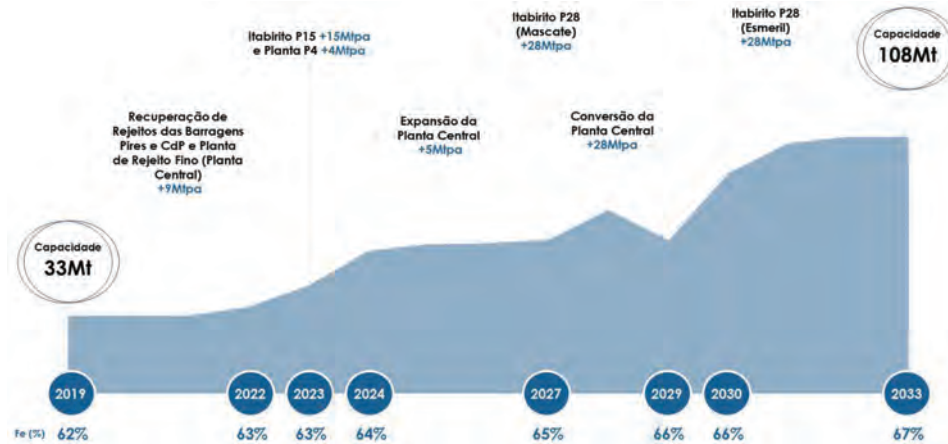 Itabirito P15 +15Mtpa
e Planta P4 +4Mtpa
Itabirito P28
(Mascate)
+28Mtpa
Itabirito P28
(Esmeril)
+28Mtpa
Capacidade
108Mt
Recuperação de
Rejeitos das Barragens
Pires e CdP e Planta
de Rejeito Fino (Planta
Central)
+9Mtpa
Expansão da
Planta Central
+5Mtpa
Conversão da
Planta Central
+28Mtpa
Capacidade
33Mt
2019 2022 2023 2024 2027 2029 2030 2033
Fe (%) 62% 63% 63% 64% 65% 66% 66% 67%